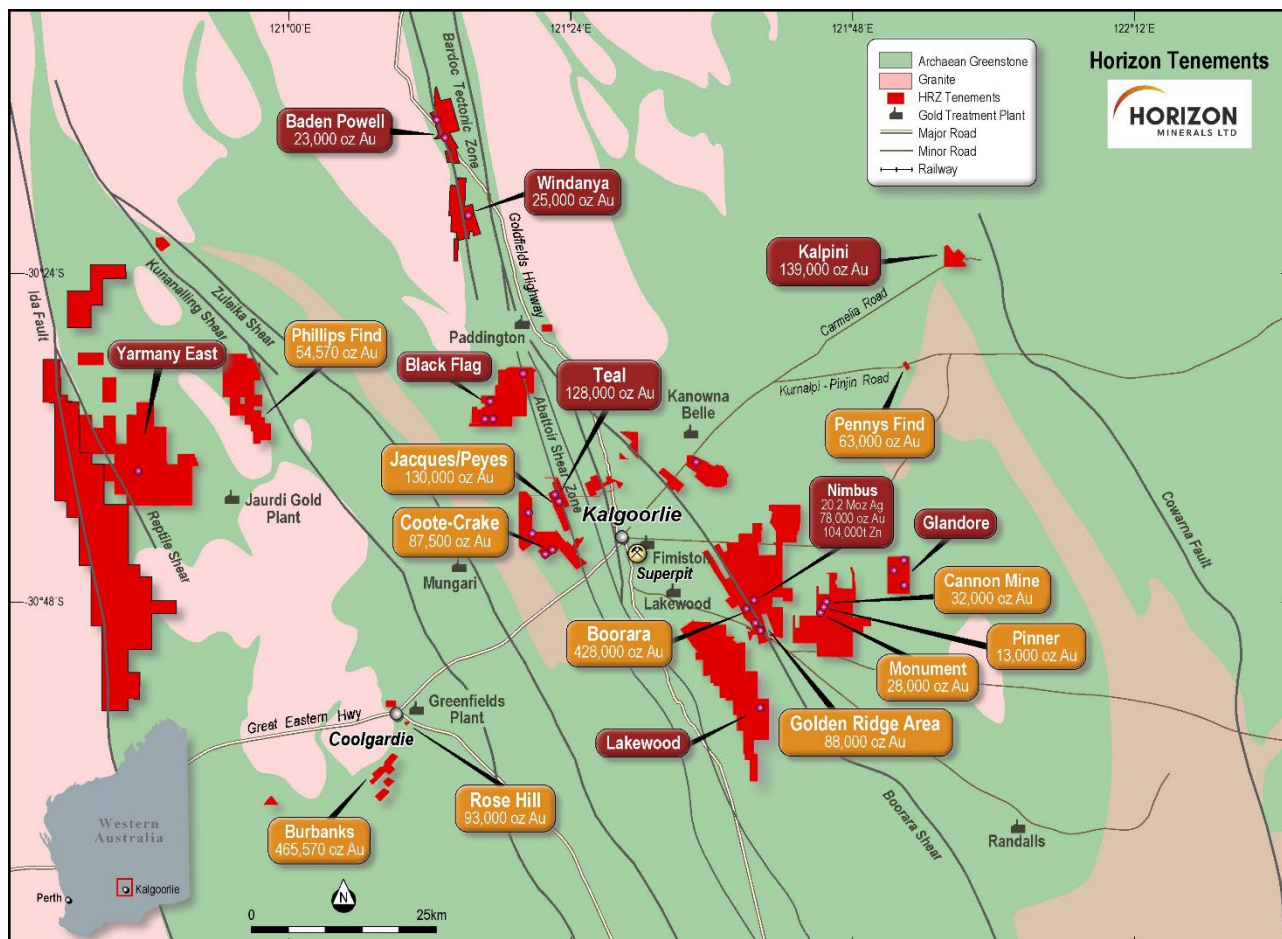 121°00'E
121°24'E
121°48'E
122°12'E
Horizon Tenements
HORIZON
MINERALS LTD
Archaean Greenstone
Granite
HRZ Tenements
Gold Treatment Plant
Major Road
Minor Road
Railway
Bardoc Tectonic Zone
Baden Powell
23,000 oz Au
Windanya
25,000 oz Au
Goldfields Highway
Kalpini
139,000 oz Au
-30°24'S
Ida Fault
Kunanalling Shear
Zuleika Shear
Carmelia Road
Paddington
Phillips Find
54,570 oz Au
Yarmany East
Black Flag
Teal
128,000 oz Au
Kanowna
Belle
Kurnalpi - Pinjin Road
Pennys Find
63,000 oz Au
Abattoir Shear Zone
Jacques/Peyes
130,000 oz Au
Jaurdi Gold
Plant
Reptile Shear
Coote-Crake
87,500 oz Au
Kalgoorlie
Nimbus
20.2 Moz Ag
78,000 oz Au
104,000t Zn
Glandore
Cowarna Fault
Fimiston
Superpit
Mungari
Lakewood
Cannon Mine
32,000 oz Au
-30°48'S
Boorara
428,000 oz Au
Pinner
13,000 oz Au
Monument
28,000 oz Au
Greenfields
Plant
Great Eastern Hwy
Coolgardie
Lakewood
Golden Ridge Area
88,000 oz Au
Rose Hill
93,000 oz Au
Burbanks
465,570 oz Au
Boorara Shear
Randalls
Western
Australia
Perth
Kalgoorlie
N
0
25km